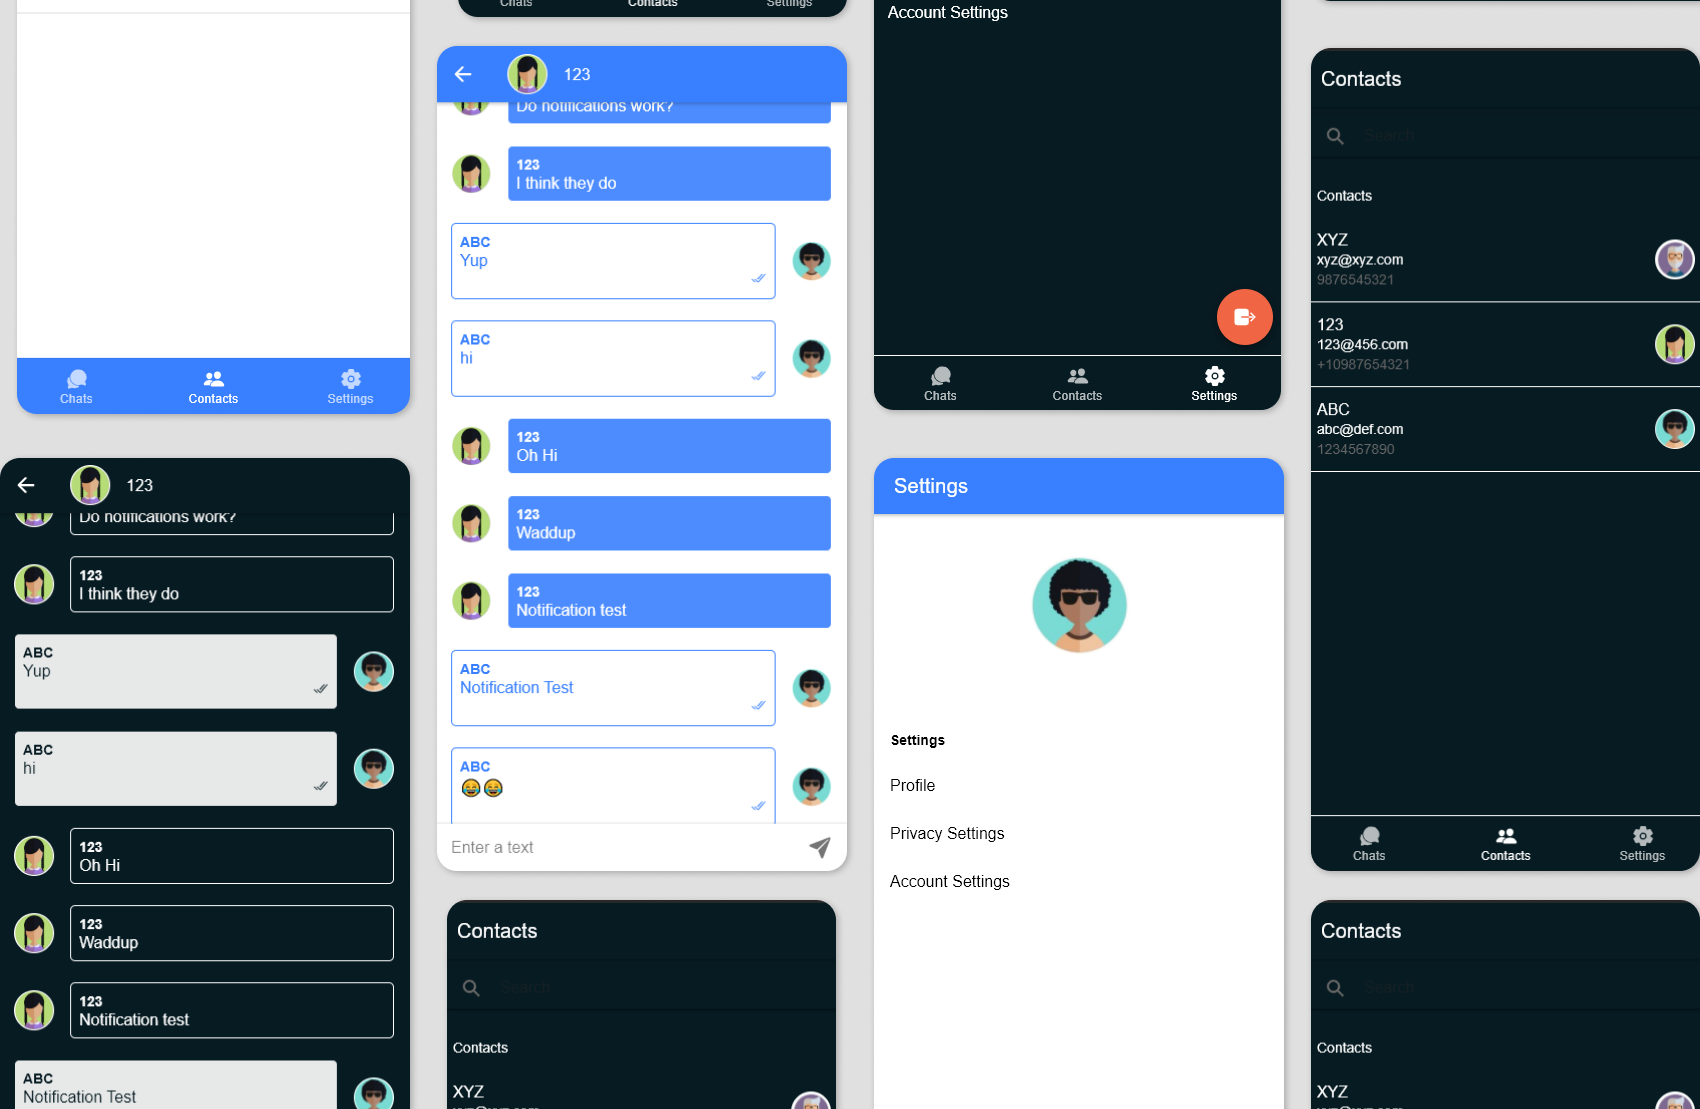 Chats Contacts Settings
123
Do notifications work?
123
I think they do
ABC
Yup
ABC
hi
123
Oh Hi
123
Waddup
123
Notification test
ABC
Notification Test
ABC
😂😂
Enter a text
Chats Contacts Settings
123
Do notifications work?
123
I think they do
ABC
Yup
ABC
hi
123
Oh Hi
123
Waddup
123
Notification test
ABC
Notification Test
Contacts
Search
Contacts
XYZ
Account Settings
Chats Contacts Settings
Settings
Settings
Profile
Privacy Settings
Account Settings
Contacts
Search
Contacts
XYZ
xyz@xyz.com
9876545321
123
123@456.com
+10987654321
ABC
abc@def.com
1234567890
Chats Contacts Settings
Contacts
Search
Contacts
XYZ